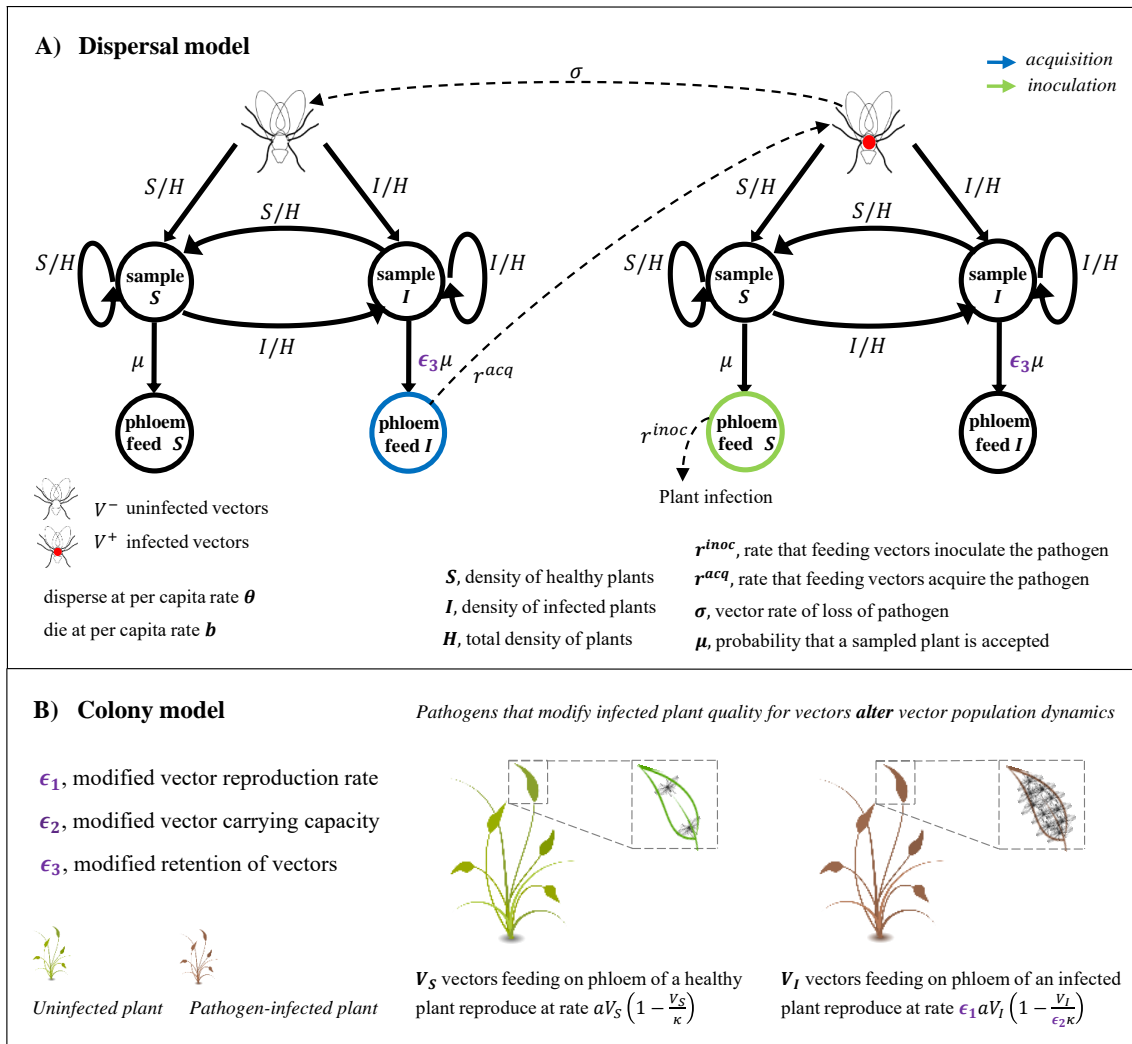 A) Dispersal model
acquisition
inoculation
σ
S/H
I/H
S/H
S/H
I/H
sample S
sample I
I/H
μ
ϵ₃μ
r^{acq}
phloem feed S
phloem feed I
S/H
I/H
S/H
S/H
I/H
sample S
sample I
I/H
μ
ϵ₃μ
r^{inoc}
phloem feed S
phloem feed I
Plant infection
V⁻ uninfected vectors
V⁺ infected vectors
disperse at per capita rate θ
die at per capita rate b
S, density of healthy plants
I, density of infected plants
H, total density of plants
r^{inoc}, rate that feeding vectors inoculate the pathogen
r^{acq}, rate that feeding vectors acquire the pathogen
σ, vector rate of loss of pathogen
μ, probability that a sampled plant is accepted
B) Colony model
Pathogens that modify infected plant quality for vectors alter vector population dynamics
ϵ₁, modified vector reproduction rate
ϵ₂, modified vector carrying capacity
ϵ₃, modified retention of vectors
Uninfected plant
Pathogen-infected plant
V_S vectors feeding on phloem of a healthy
plant reproduce at rate aV_S (1 − V_S/κ)
V_I vectors feeding on phloem of an infected
plant reproduce at rate ϵ₁aV_I (1 − V_I/ϵ₂κ)